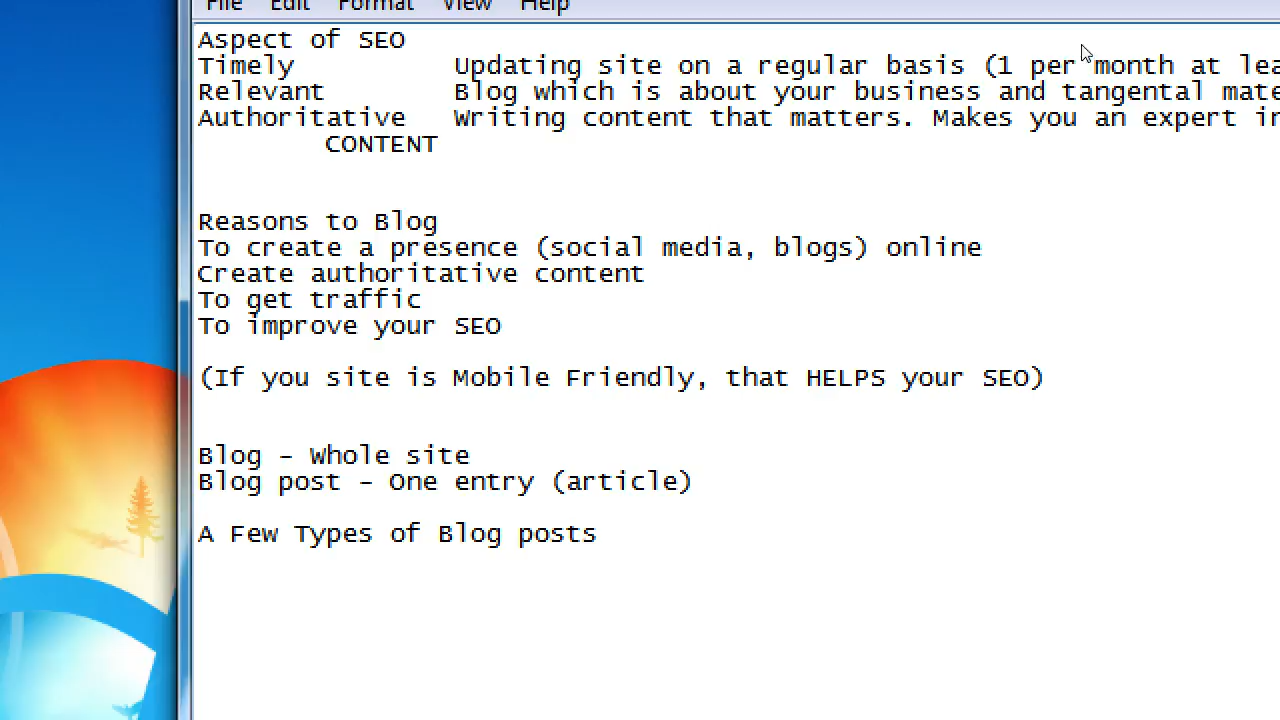 File Edit Format View Help
Aspect of SEO
Timely Updating site on a regular basis (1 per month at
Relevant Blog which is about your business and tangental
Authoritative Writing content that matters. Makes you an expert
CONTENT
Reasons to Blog
To create a presence (social media, blogs) online
Create authoritative content
To get traffic
To improve your SEO
(If you site is Mobile Friendly, that HELPS your SEO)
Blog - Whole site
Blog post - One entry (article)
A Few Types of Blog posts